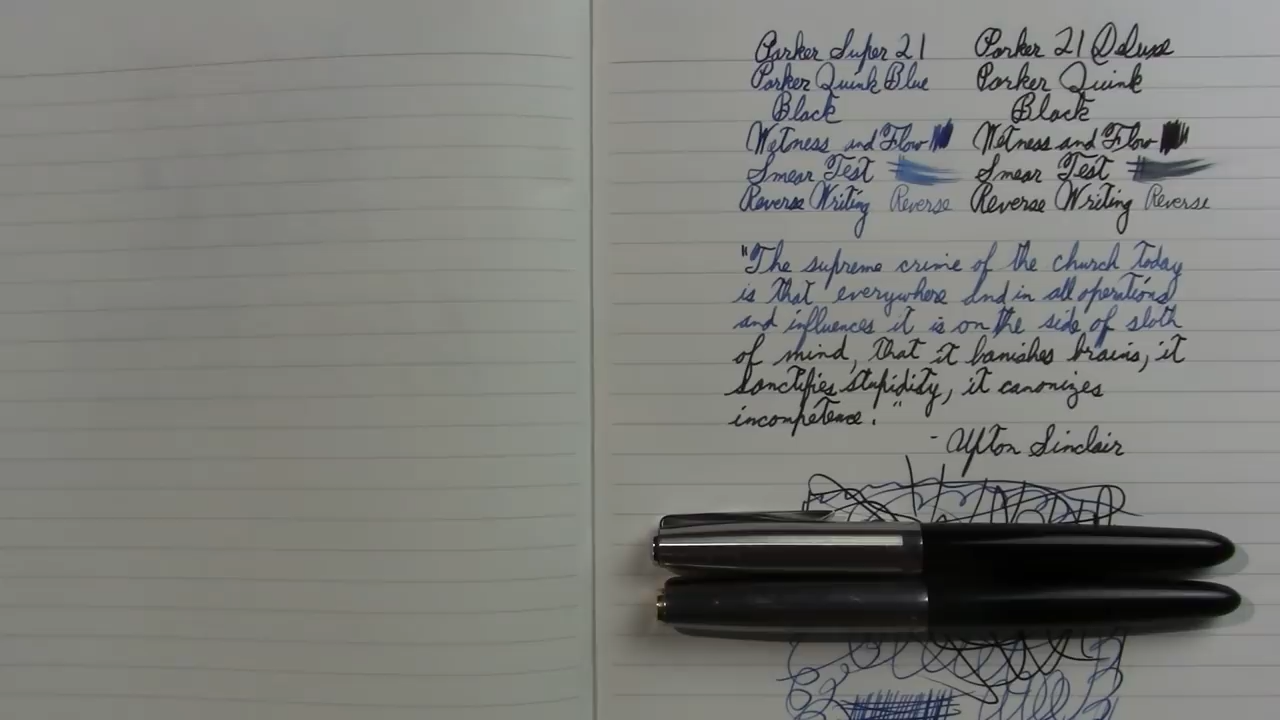 Parker Super 21 Parker 21 Deluxe
Parker Quink Blue Parker Quink
Black Black
Wetness and Flow Wetness and Flow
Smear Test Smear Test
Reverse Writing Reverse Reverse Writing Reverse
"The supreme crime of the church today
is that everywhere and in all operations
and influences it is on the side of sloth
of mind, that it banishes brains, it
sanctifies stupidity, it canonizes
incompetence."
- Upton Sinclair